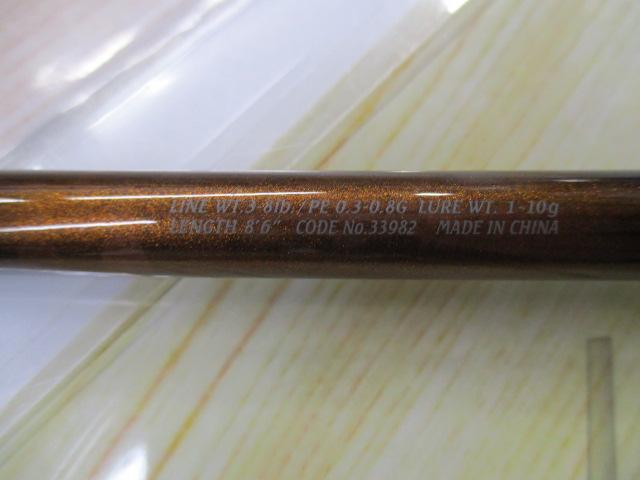 LINE WT.3-8lb./PE 0.3-0.8G LURE WT. 1-10g
LENGTH 8'6" CODE No.33982 MADE IN CHINA